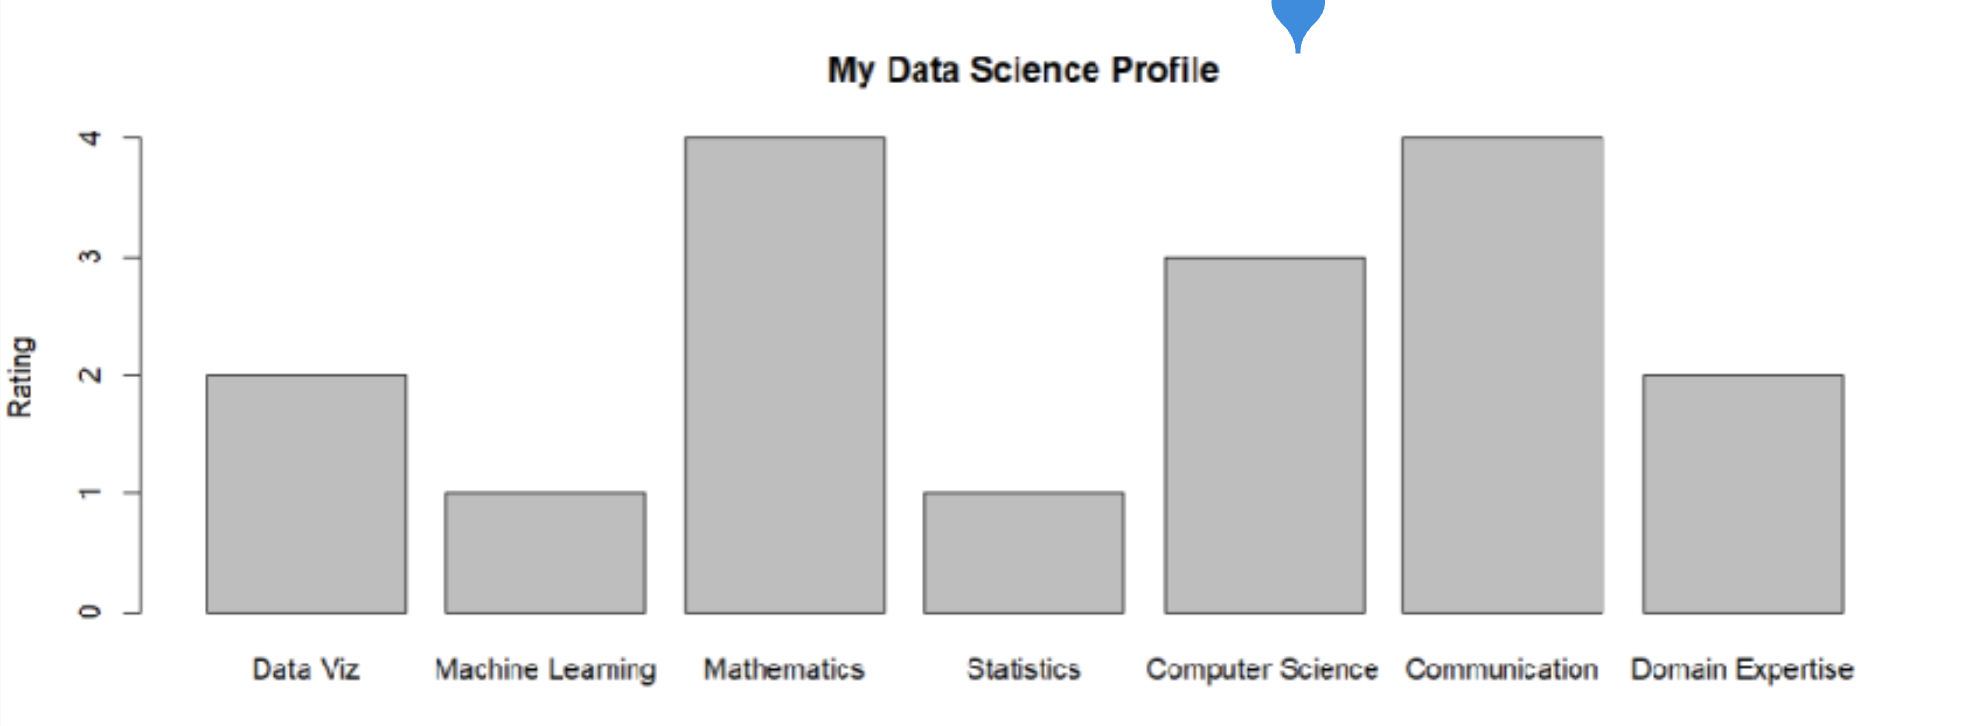 My Data Science Profile
4
3
2
1
0
Rating
Data Viz
Machine Learning
Mathematics
Statistics
Computer Science
Communication
Domain Expertise